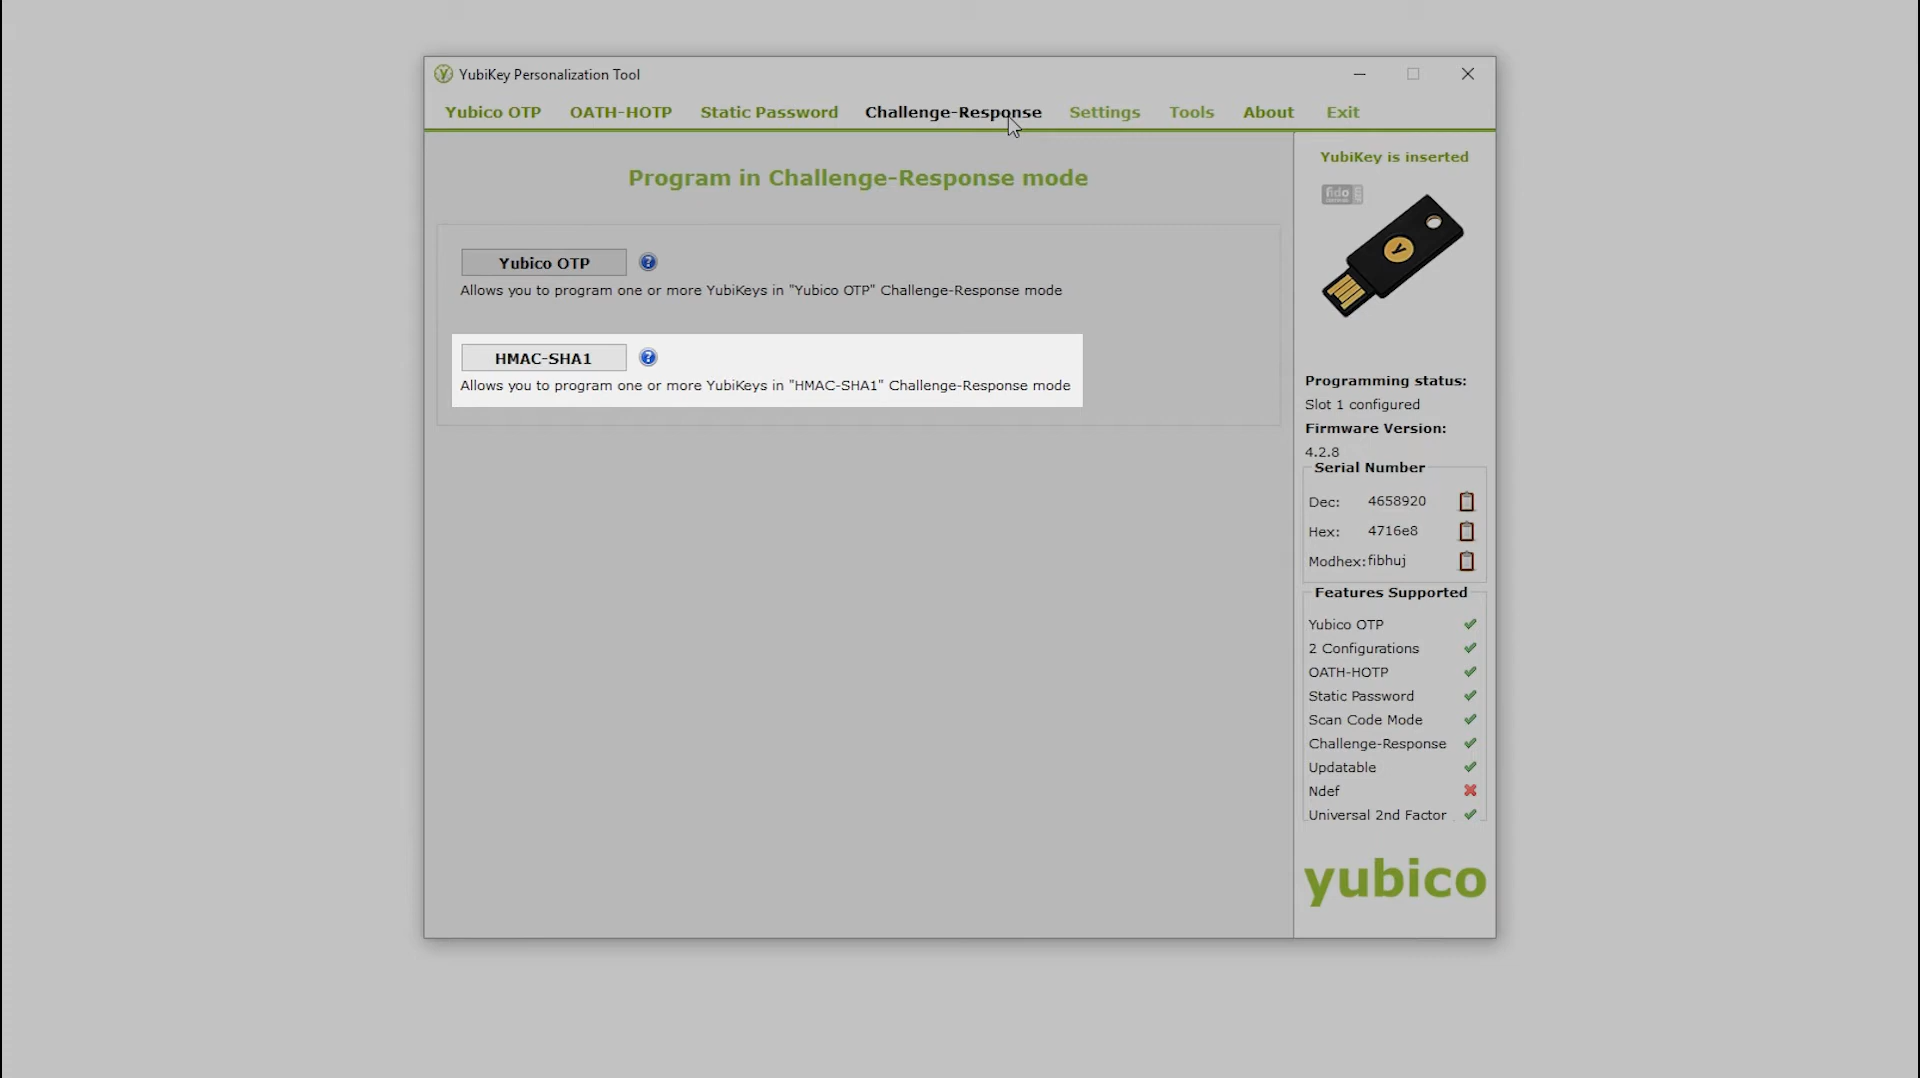 YubiKey Personalization Tool
Yubico OTP OATH-HOTP Static Password Challenge-Response Settings Tools About Exit
Program in Challenge-Response mode
Yubico OTP
Allows you to program one or more YubiKeys in "Yubico OTP" Challenge-Response mode
HMAC-SHA1
Allows you to program one or more YubiKeys in "HMAC-SHA1" Challenge-Response mode
YubiKey is inserted
fido
Programming status:
Slot 1 configured
Firmware Version:
4.2.8
Serial Number
Dec: 4658920
Hex: 4716e8
Modhex: fibhuj
Features Supported
Yubico OTP
2 Configurations
OATH-HOTP
Static Password
Scan Code Mode
Challenge-Response
Updatable
Ndef
Universal 2nd Factor
yubico